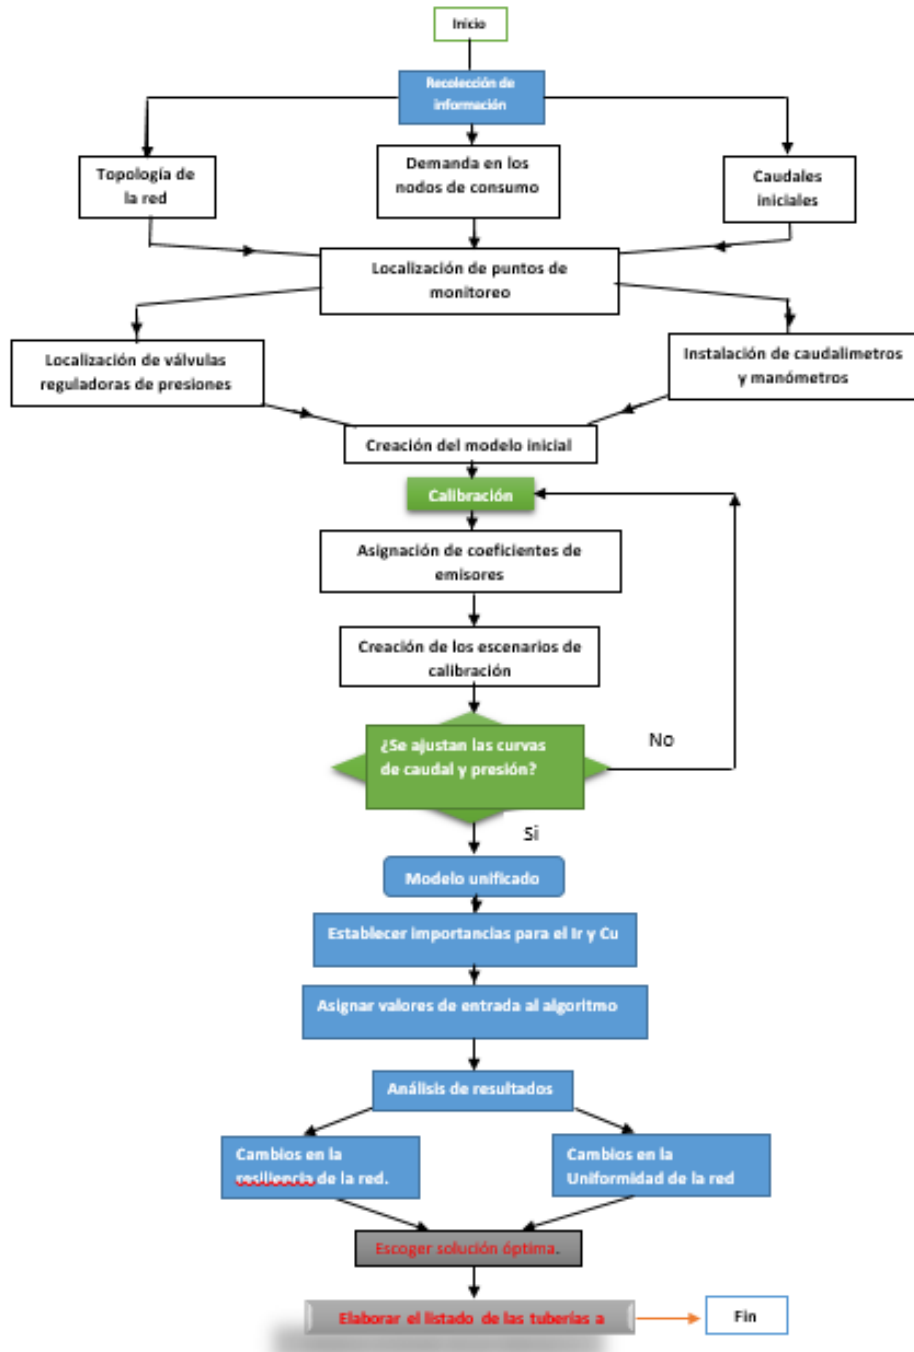 Inicio
Recolección de
información
Topología de
la red
Demanda en los
nodos de consumo
Caudales
iniciales
Localización de puntos de
monitoreo
Localización de válvulas
reguladoras de presiones
Instalación de caudalimetros
y manómetros
Creación del modelo inicial
Calibración
Asignación de coeficientes de
emisores
Creación de los escenarios de
calibración
¿Se ajustan las curvas
de caudal y presión?
No
Si
Modelo unificado
Establecer importancias para el Ir y Cu
Asignar valores de entrada al algoritmo
Análisis de resultados
Cambios en la
resiliencia de la red.
Cambios en la
Uniformidad de la red
Escoger solución óptima.
Elaborar el listado de las tuberías a
Fin